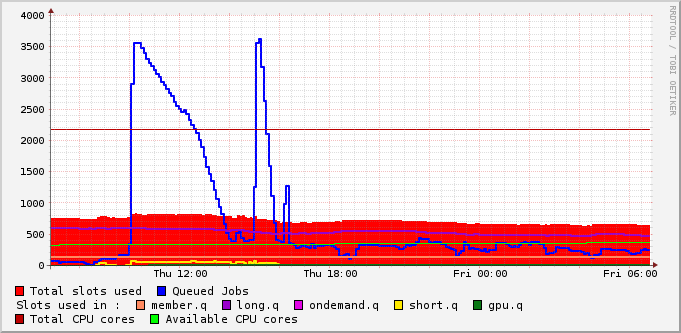 4000
3500
3000
2500
2000
1500
1000
500
0
Thu 12:00 Thu 18:00 Fri 00:00 Fri 06:00
RRDTOOL / TOBI OETIKER
Total slots used Queued Jobs
Slots used in : member.q long.q ondemand.q short.q gpu.q
Total CPU cores Available CPU cores